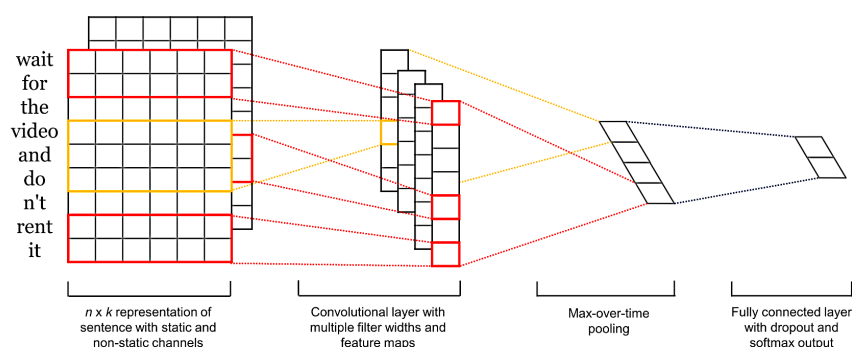 wait
for
the
video
and
do
n't
rent
it
n x k representation of
sentence with static and
non-static channels
Convolutional layer with
multiple filter widths and
feature maps
Max-over-time
pooling
Fully connected layer
with dropout and
softmax output